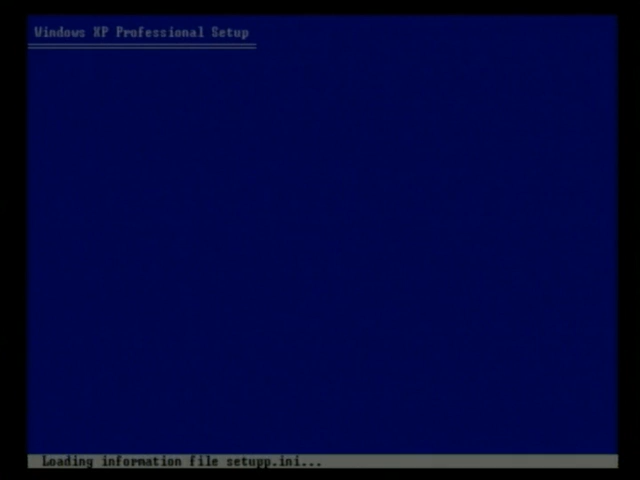 Windows XP Professional Setup
Loading information file setupp.ini...